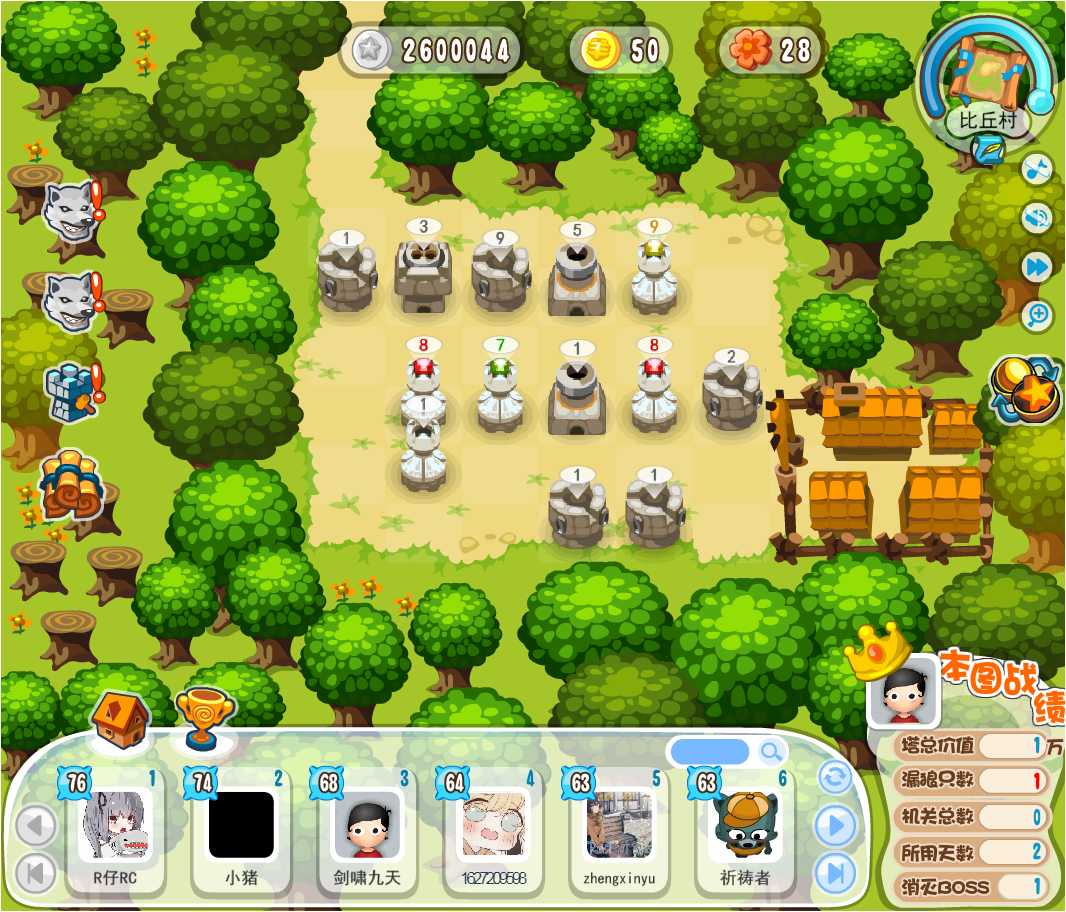 2600044
50
28
比丘村
1
3
9
5
9
8
7
1
8
2
1
1
1
本图战绩
塔总价值 1万
漏狼只数 1
机关总数 0
所用天数 2
消灭BOSS 1
76 1
74 2
68 3
64 4
63 5
63 6
R仔RC
小猪
剑啸九天
1627209598
zhengxinyu
祈祷者